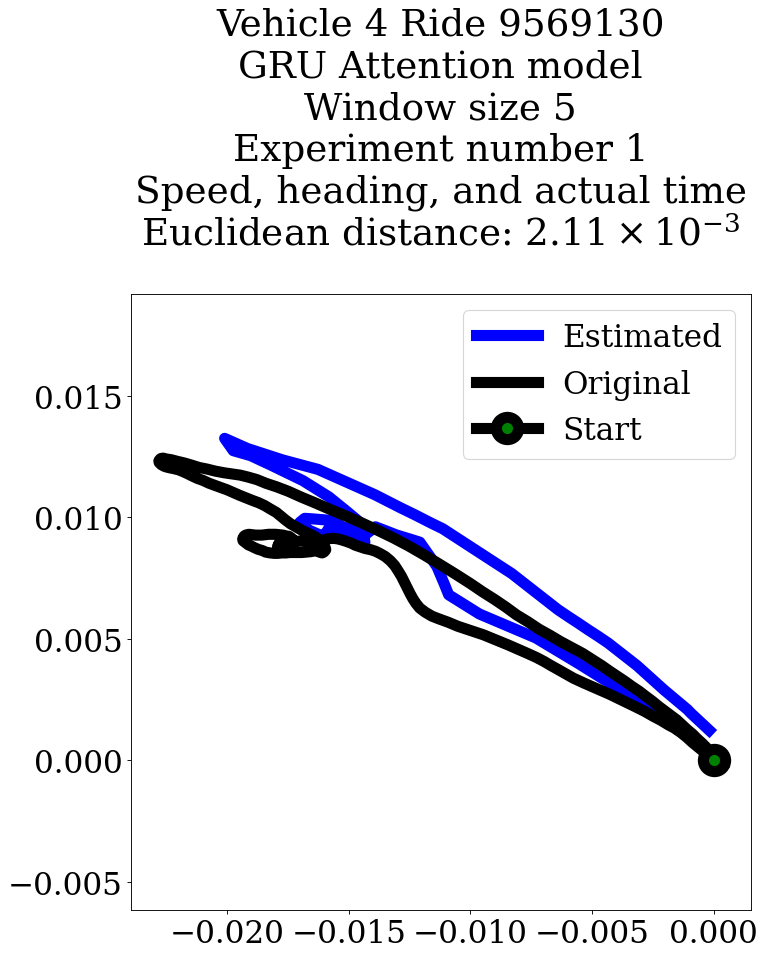 Vehicle 4 Ride 9569130
GRU Attention model
Window size 5
Experiment number 1
Speed, heading, and actual time
Euclidean distance: 2.11 × 10⁻³
Estimated
Original
Start
0.015
0.010
0.005
0.000
−0.005
−0.020 −0.015 −0.010 −0.005 0.000